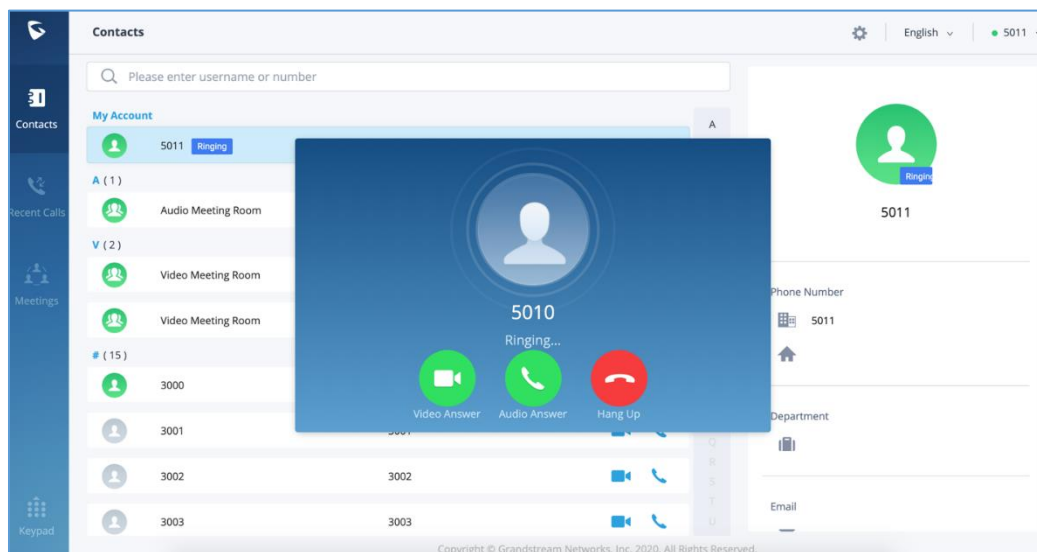 Contacts
English
5011
Please enter username or number
Contacts
Recent Calls
Meetings
Keypad
My Account
5011 Ringing
A ( 1 )
Audio Meeting Room
V ( 2 )
Video Meeting Room
Video Meeting Room
# ( 15 )
3000
3001
3002 3002
3003 3003
A
Q
R
S
T
U
5010
Ringing...
Video Answer Audio Answer Hang Up
Ringing
5011
Phone Number
5011
Department
Email
Copyright © Grandstream Networks, Inc. 2020. All Rights Reserved.